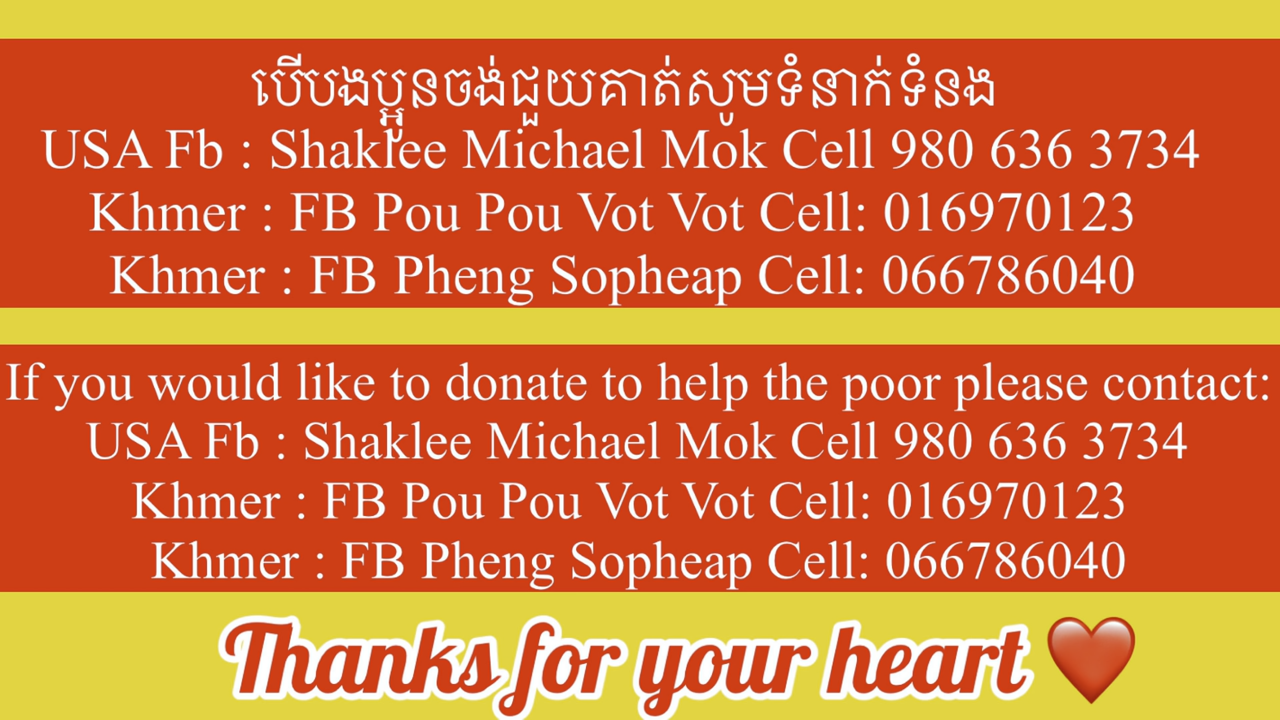 បើបងប្អូនចង់ជួយគាត់សូមទំនាក់ទំនង
USA Fb : Shaklee Michael Mok Cell 980 636 3734
Khmer : FB Pou Pou Vot Vot Cell: 016970123
Khmer : FB Pheng Sopheap Cell: 066786040
If you would like to donate to help the poor please contact:
USA Fb : Shaklee Michael Mok Cell 980 636 3734
Khmer : FB Pou Pou Vot Vot Cell: 016970123
Khmer : FB Pheng Sopheap Cell: 066786040
Thanks for your heart ❤️